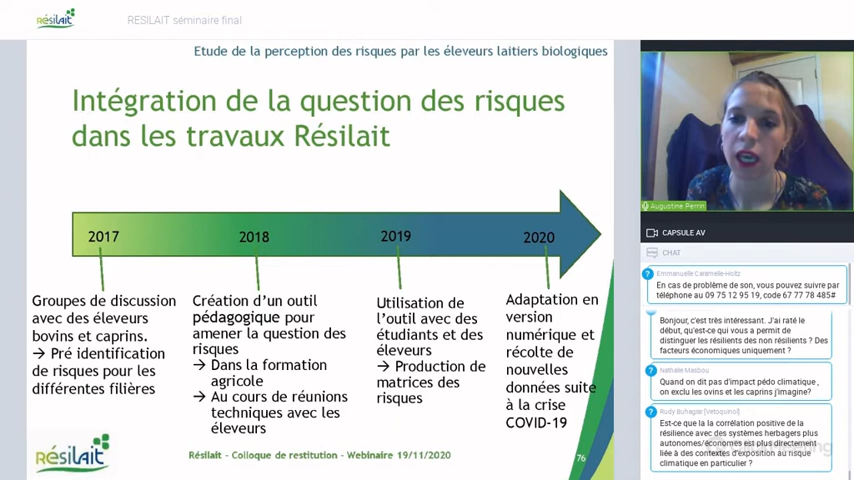 résilait
RESILAIT séminaire final
Etude de la perception des risques par les éleveurs laitiers biologiques
Intégration de la question des risques
dans les travaux Résilait
2017
2018
2019
2020
Groupes de discussion
avec des éleveurs
bovins et caprins.
→ Pré identification
de risques pour les
différentes filières
Création d'un outil
pédagogique pour
amener la question des
risques
→ Dans la formation
agricole
→ Au cours de réunions
techniques avec les
éleveurs
Utilisation de
l'outil avec des
étudiants et des
éleveurs
→ Production de
matrices des
risques
Adaptation en
version
numérique et
récolte de
nouvelles
données suite
à la crise
COVID-19
résilait
Résilait - Colloque de restitution - Webinaire 19/11/2020
76
Augustine Perrin
CAPSULE AV
CHAT
Emmanuelle Caramelle-Holtz
En cas de problème de son, vous pouvez suivre par
téléphone au 09 75 12 95 19, code 67 77 78 485#
Bonjour, c'est très intéressant. J'ai raté le
début, qu'est-ce qui vous a permit de
distinguer les résilients des non résilients ? Des
facteurs économiques uniquement ?
Nathalie Masbou
Quand on dit pas d'impact pédo climatique ,
on exclu les ovins et les caprins j'imagine?
Rudy Buhagiar [Vetoquinol]
Est-ce que la la corrélation positive de la
résilience avec des systèmes herbagers plus
autonomes/économes est plus directement
liée à des contextes d'exposition au risque
climatique en particulier ?